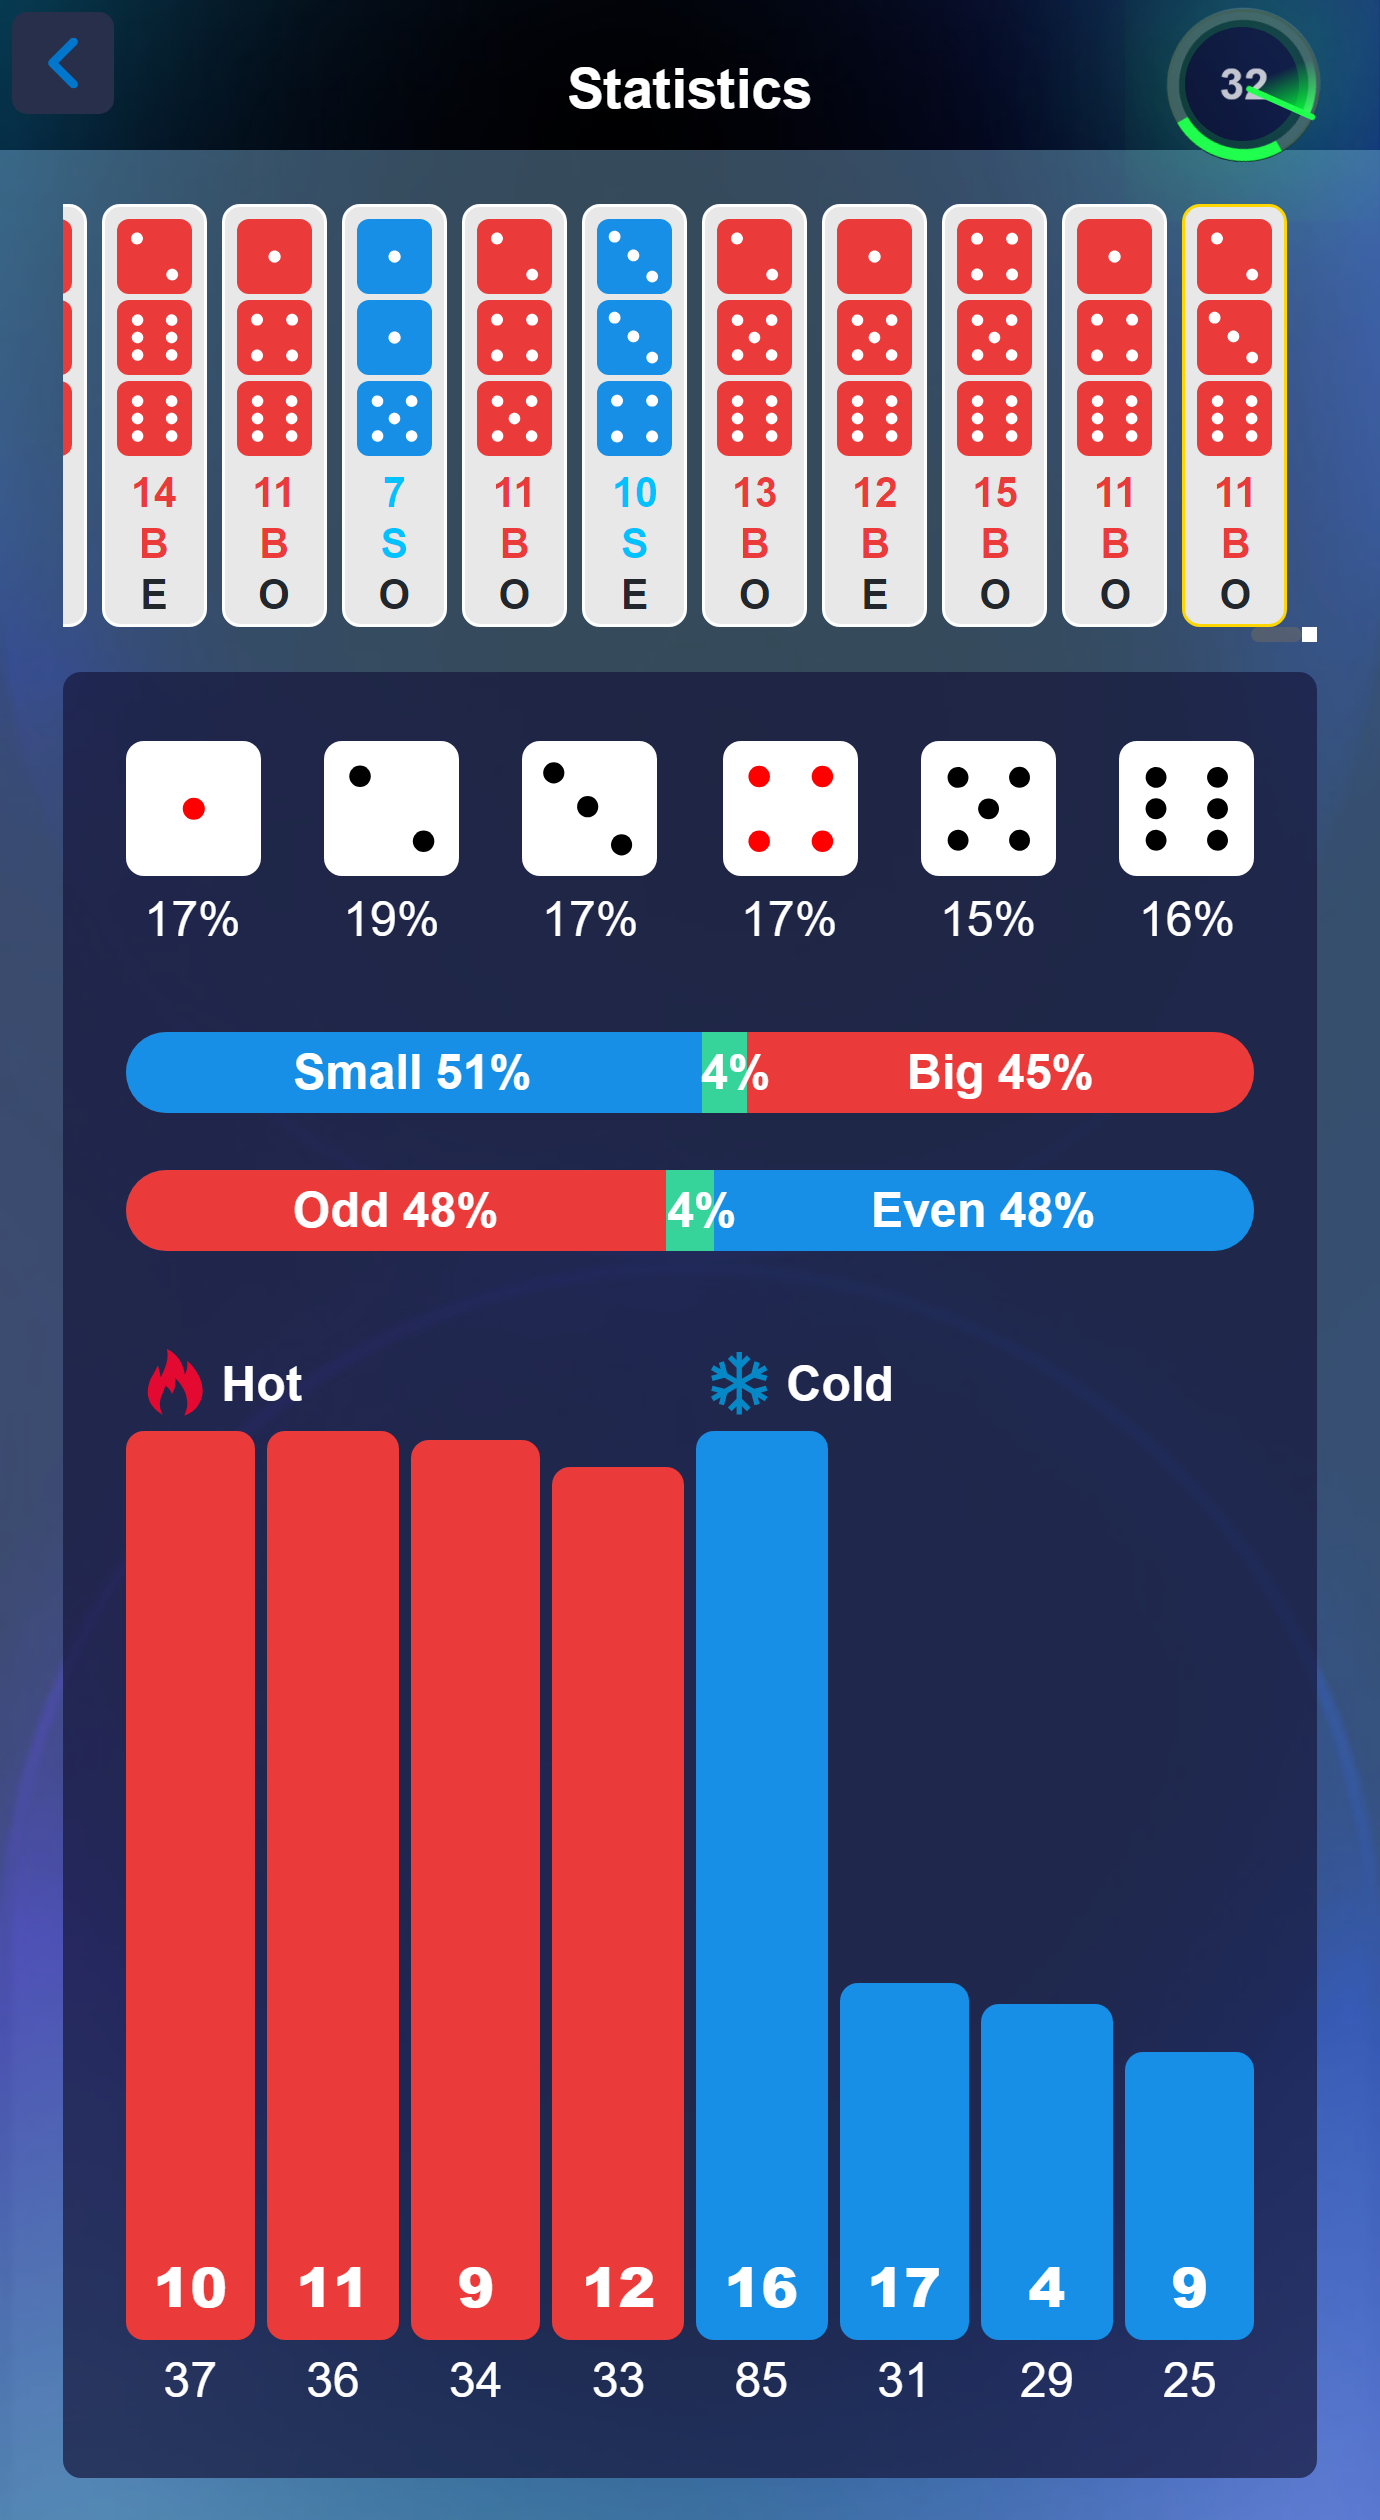 Statistics
32
14 11 7 11 10 13 12 15 11 11
B B S B S B B B B B
E O O O E O E O O O
17% 19% 17% 17% 15% 16%
Small 51% 4% Big 45%
Odd 48% 4% Even 48%
Hot Cold
10 11 9 12 16 17 4 9
37 36 34 33 85 31 29 25